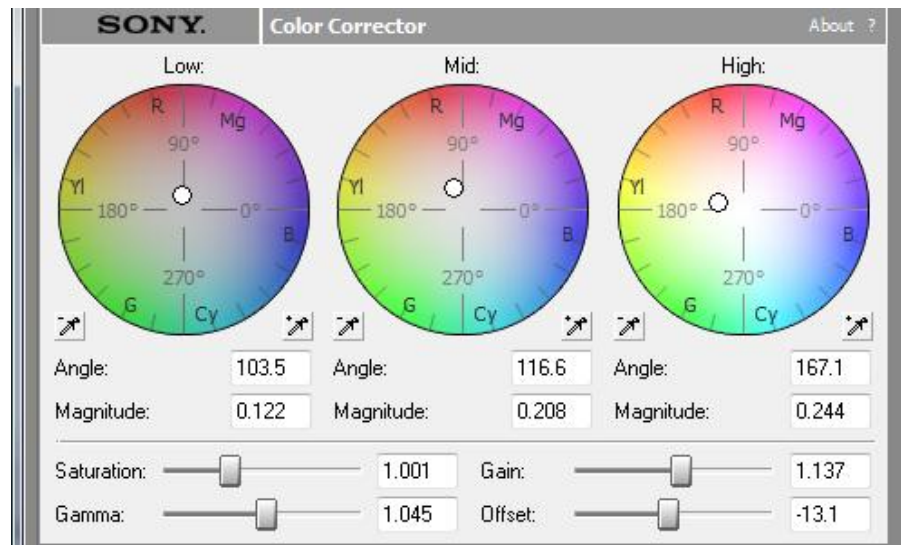 SONY. Color Corrector About ?
Low: Mid: High:
R Mg R Mg R Mg
90° 90° 90°
Yl Yl Yl
180° 0° 180° 0° 180° 0°
B B B
270° 270° 270°
G Cy G Cy G Cy
Angle: 103.5 Angle: 116.6 Angle: 167.1
Magnitude: 0.122 Magnitude: 0.208 Magnitude: 0.244
Saturation: 1.001 Gain: 1.137
Gamma: 1.045 Offset: -13.1